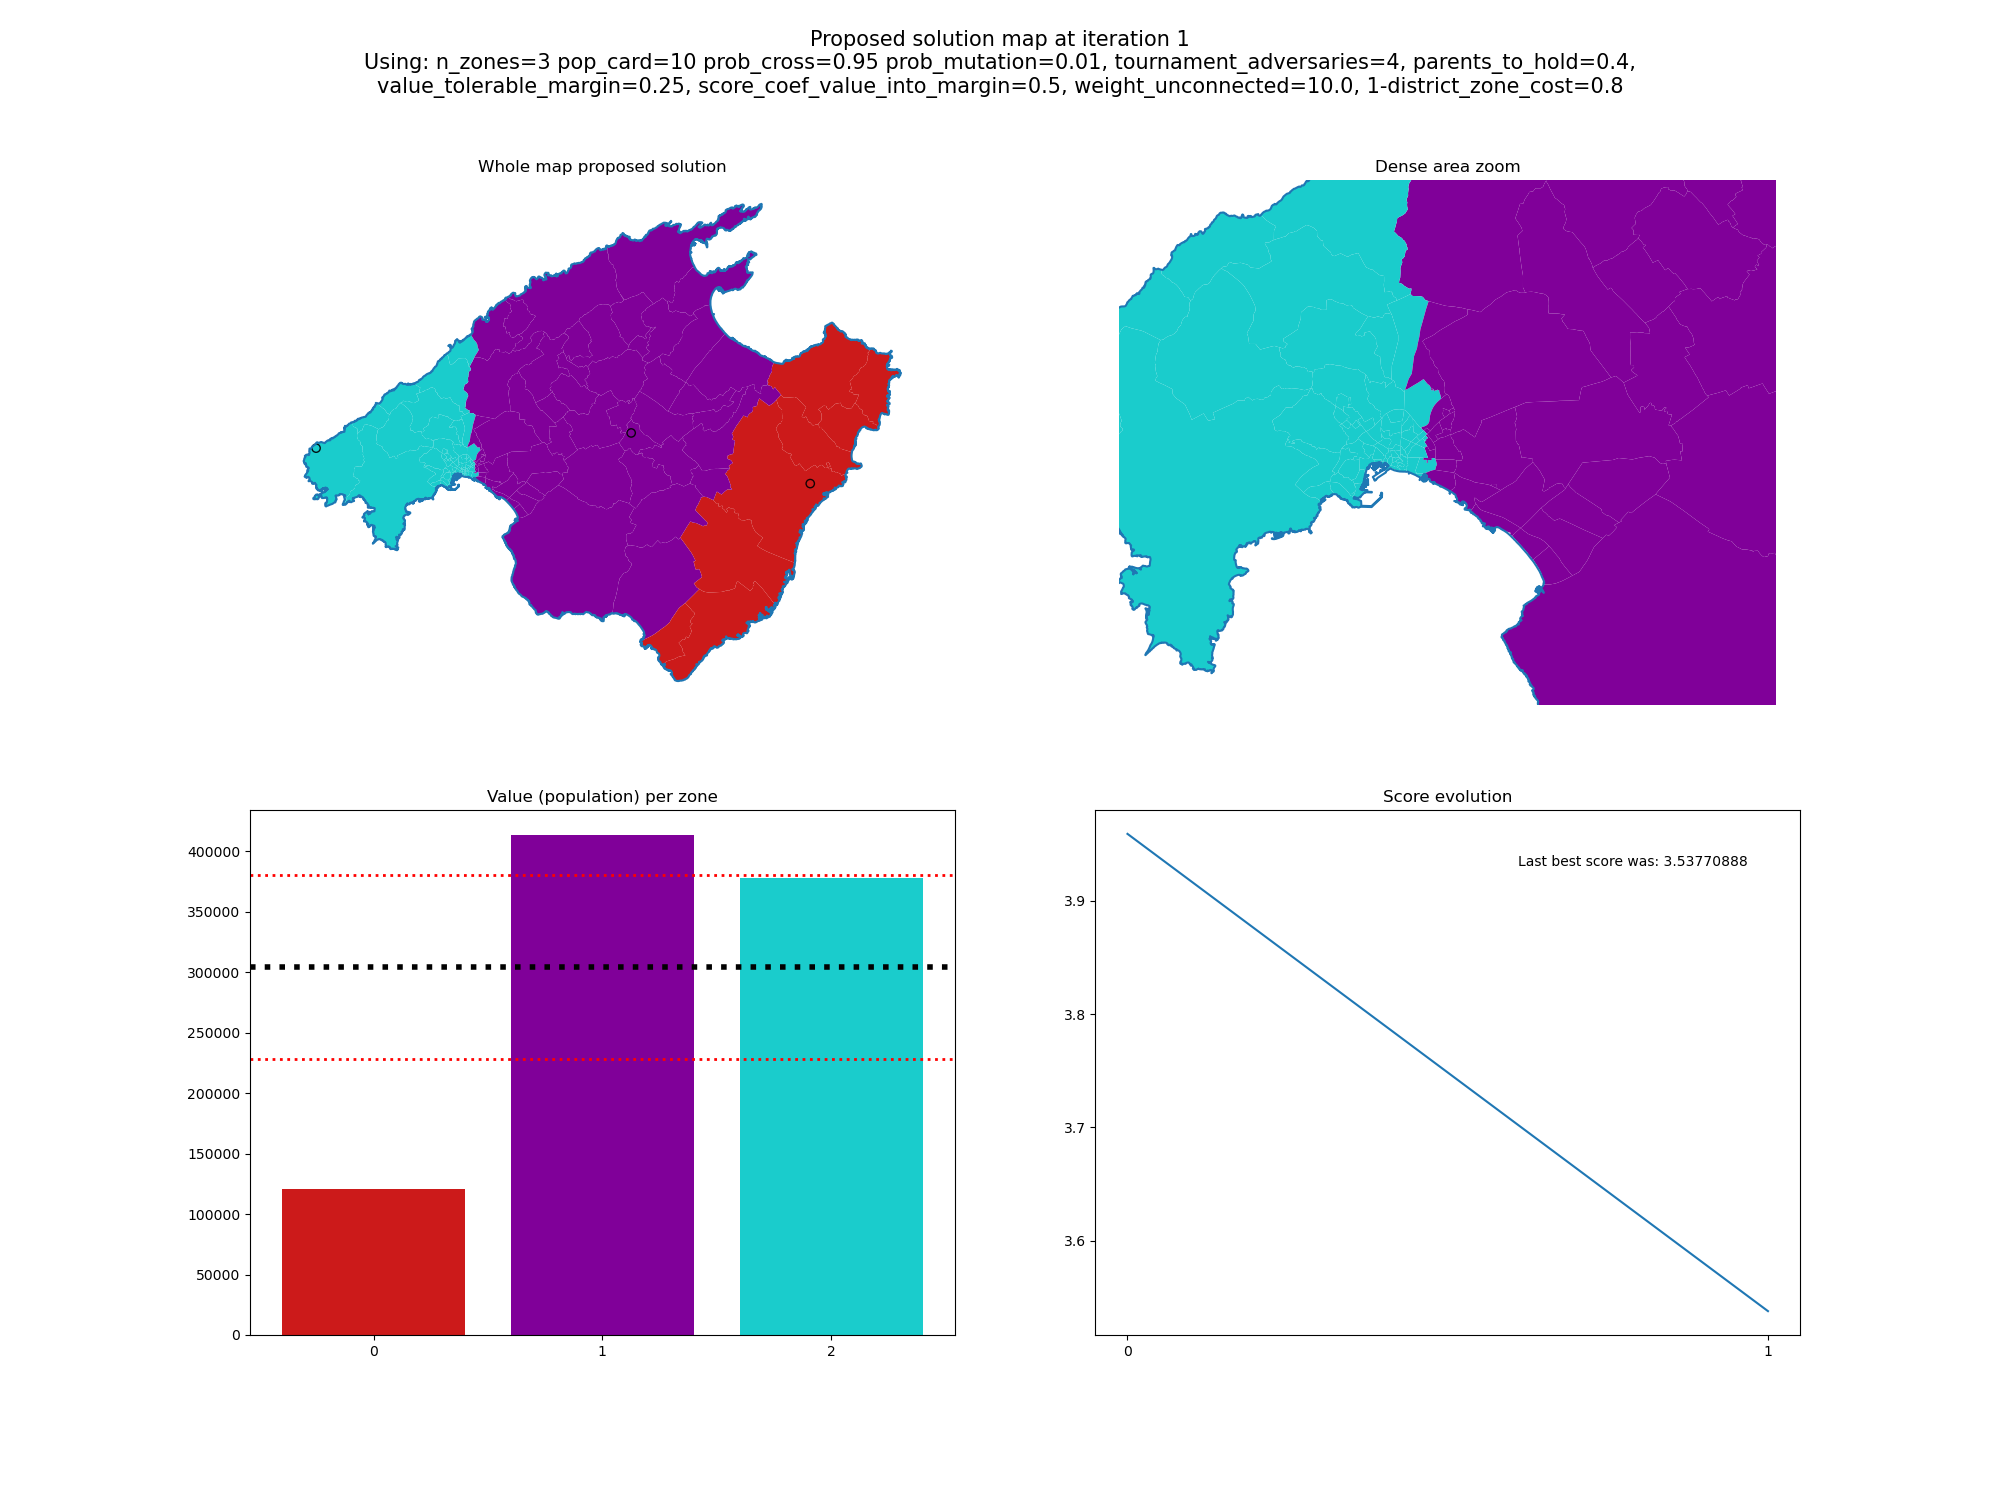 Proposed solution map at iteration 1
Using: n_zones=3 pop_card=10 prob_cross=0.95 prob_mutation=0.01, tournament_adversaries=4, parents_to_hold=0.4,
value_tolerable_margin=0.25, score_coef_value_into_margin=0.5, weight_unconnected=10.0, 1-district_zone_cost=0.8
Whole map proposed solution
Dense area zoom
Value (population) per zone
400000
350000
300000
250000
200000
150000
100000
50000
0
0 1 2
Score evolution
Last best score was: 3.53770888
3.9
3.8
3.7
3.6
0 1